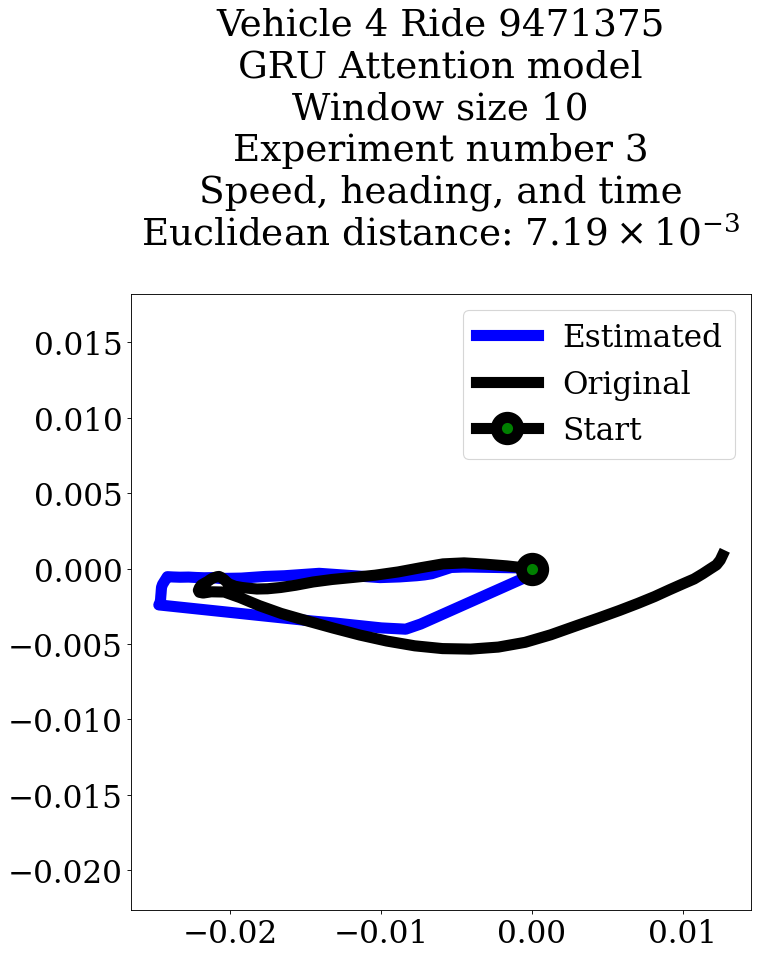 Vehicle 4 Ride 9471375
GRU Attention model
Window size 10
Experiment number 3
Speed, heading, and time
Euclidean distance: 7.19 × 10⁻³
Estimated
Original
Start
0.015
0.010
0.005
0.000
−0.005
−0.010
−0.015
−0.020
−0.02
−0.01
0.00
0.01